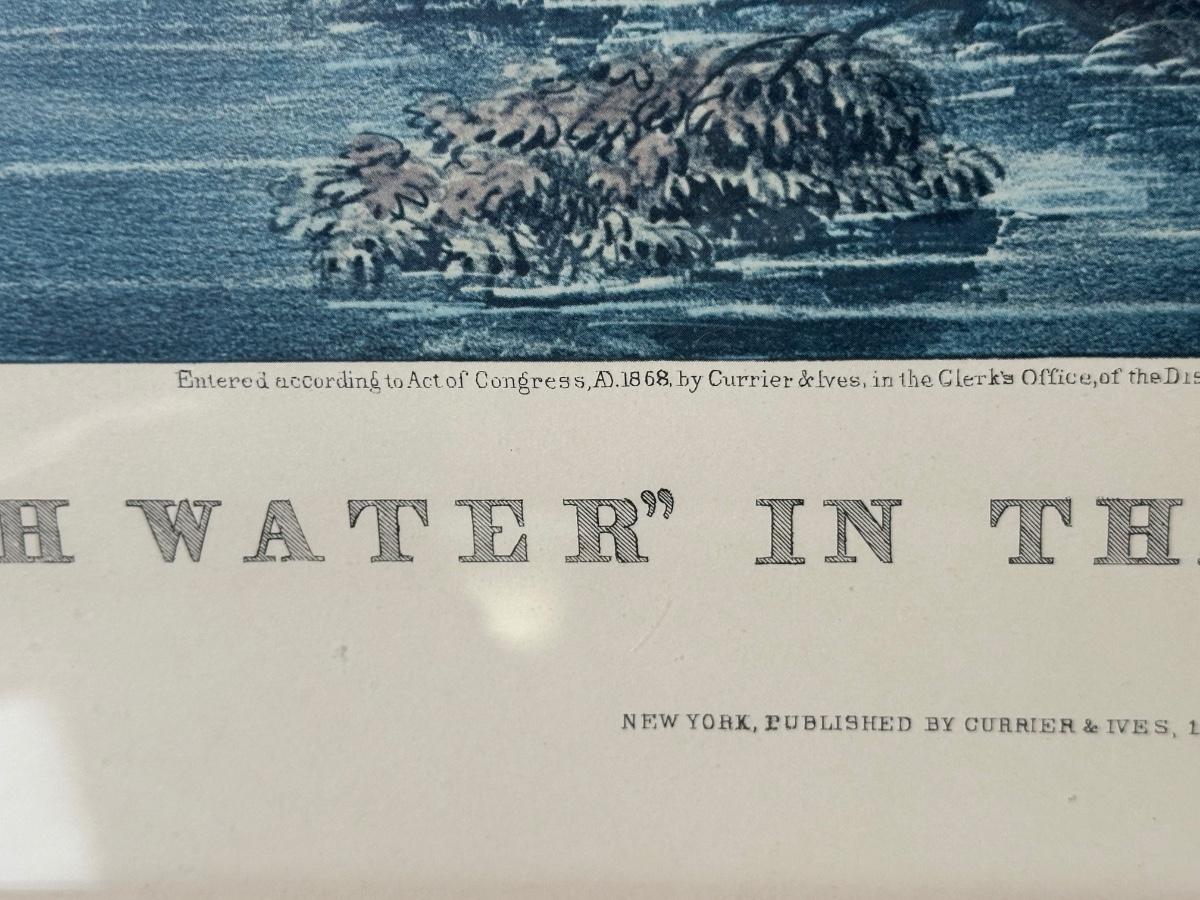 Entered according to Act of Congress, AD. 1868, by Currier & Ives, in the Clerk's Office, of the Dis
H WATER" IN TH
NEW YORK, PUBLISHED BY CURRIER & IVES, 1